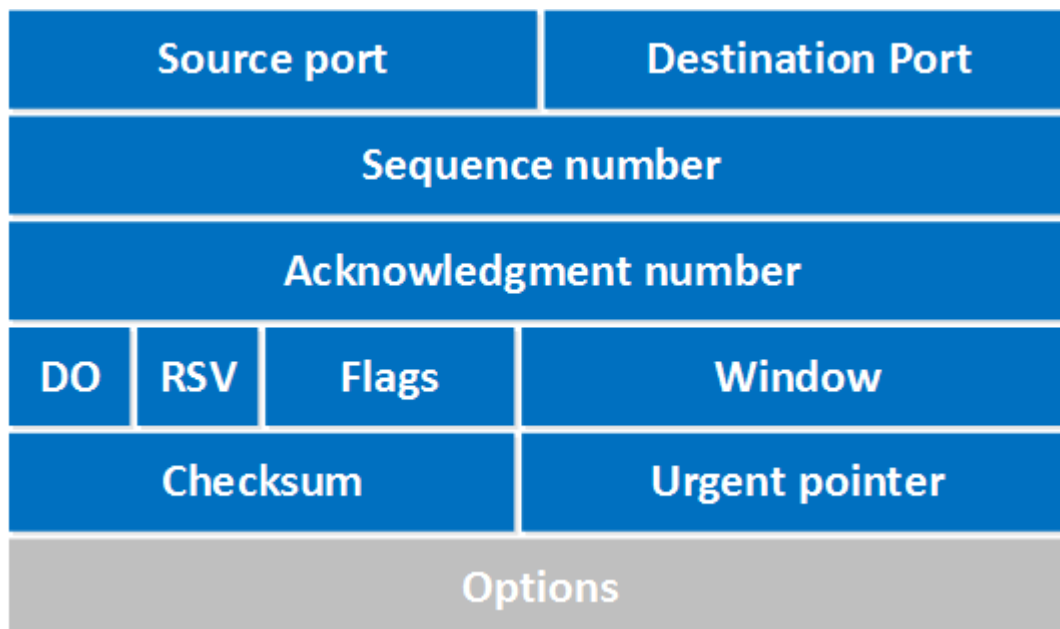 Source port Destination Port
Sequence number
Acknowledgment number
DO RSV Flags Window
Checksum Urgent pointer
Options